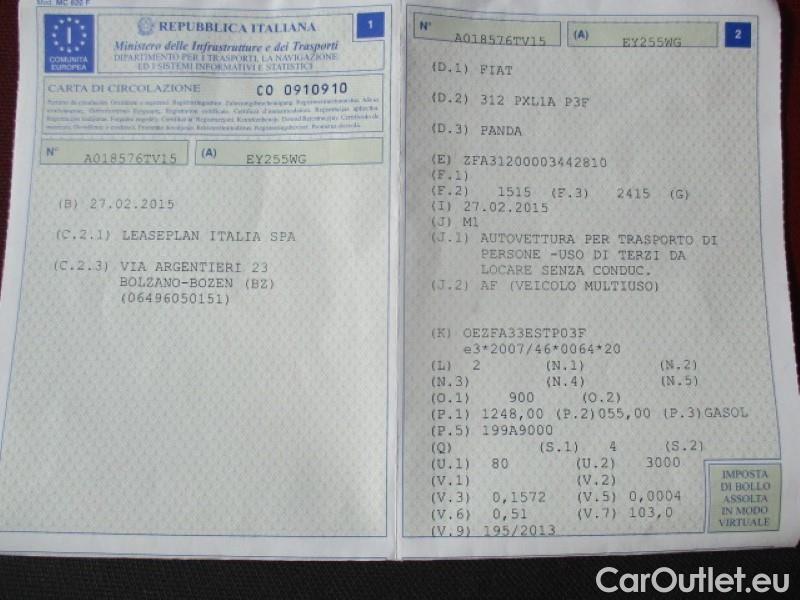 Mod. MC 820 F
REPUBBLICA ITALIANA
1
I
COMUNITÀ
EUROPEA
Ministero delle Infrastrutture e dei Trasporti
DIPARTIMENTO PER I TRASPORTI, LA NAVIGAZIONE
ED I SISTEMI INFORMATIVI E STATISTICI
CARTA DI CIRCOLAZIONE CO 0910910
N° A018576TV15 (A) EY255WG
(B) 27.02.2015
(C.2.1) LEASEPLAN ITALIA SPA
(C.2.3) VIA ARGENTIERI 23
BOLZANO-BOZEN (BZ)
(06496050151)
N° A018576TV15 (A) EY255WG 2
(D.1) FIAT
(D.2) 312 PXL1A P3F
(D.3) PANDA
(E) ZFA31200003442810
(F.1)
(F.2) 1515 (F.3) 2415 (G)
(I) 27.02.2015
(J) M1
(J.1) AUTOVETTURA PER TRASPORTO DI
PERSONE -USO DI TERZI DA
LOCARE SENZA CONDUC.
(J.2) AF (VEICOLO MULTIUSO)
(K) OEZFA33ESTP03F
e3*2007/46*0064*20
(L) 2 (N.1) (N.2)
(N.3) (N.4) (N.5)
(O.1) 900 (O.2)
(P.1) 1248,00 (P.2)055,00 (P.3)GASOL
(P.5) 199A9000
(Q) (S.1) 4 (S.2)
(U.1) 80 (U.2) 3000
(V.1) (V.2)
(V.3) 0,1572 (V.5) 0,0004
(V.6) 0,51 (V.7) 103,0
(V.9) 195/2013
IMPOSTA
DI BOLLO
ASSOLTA
IN MODO
VIRTUALE
CarOutlet.eu